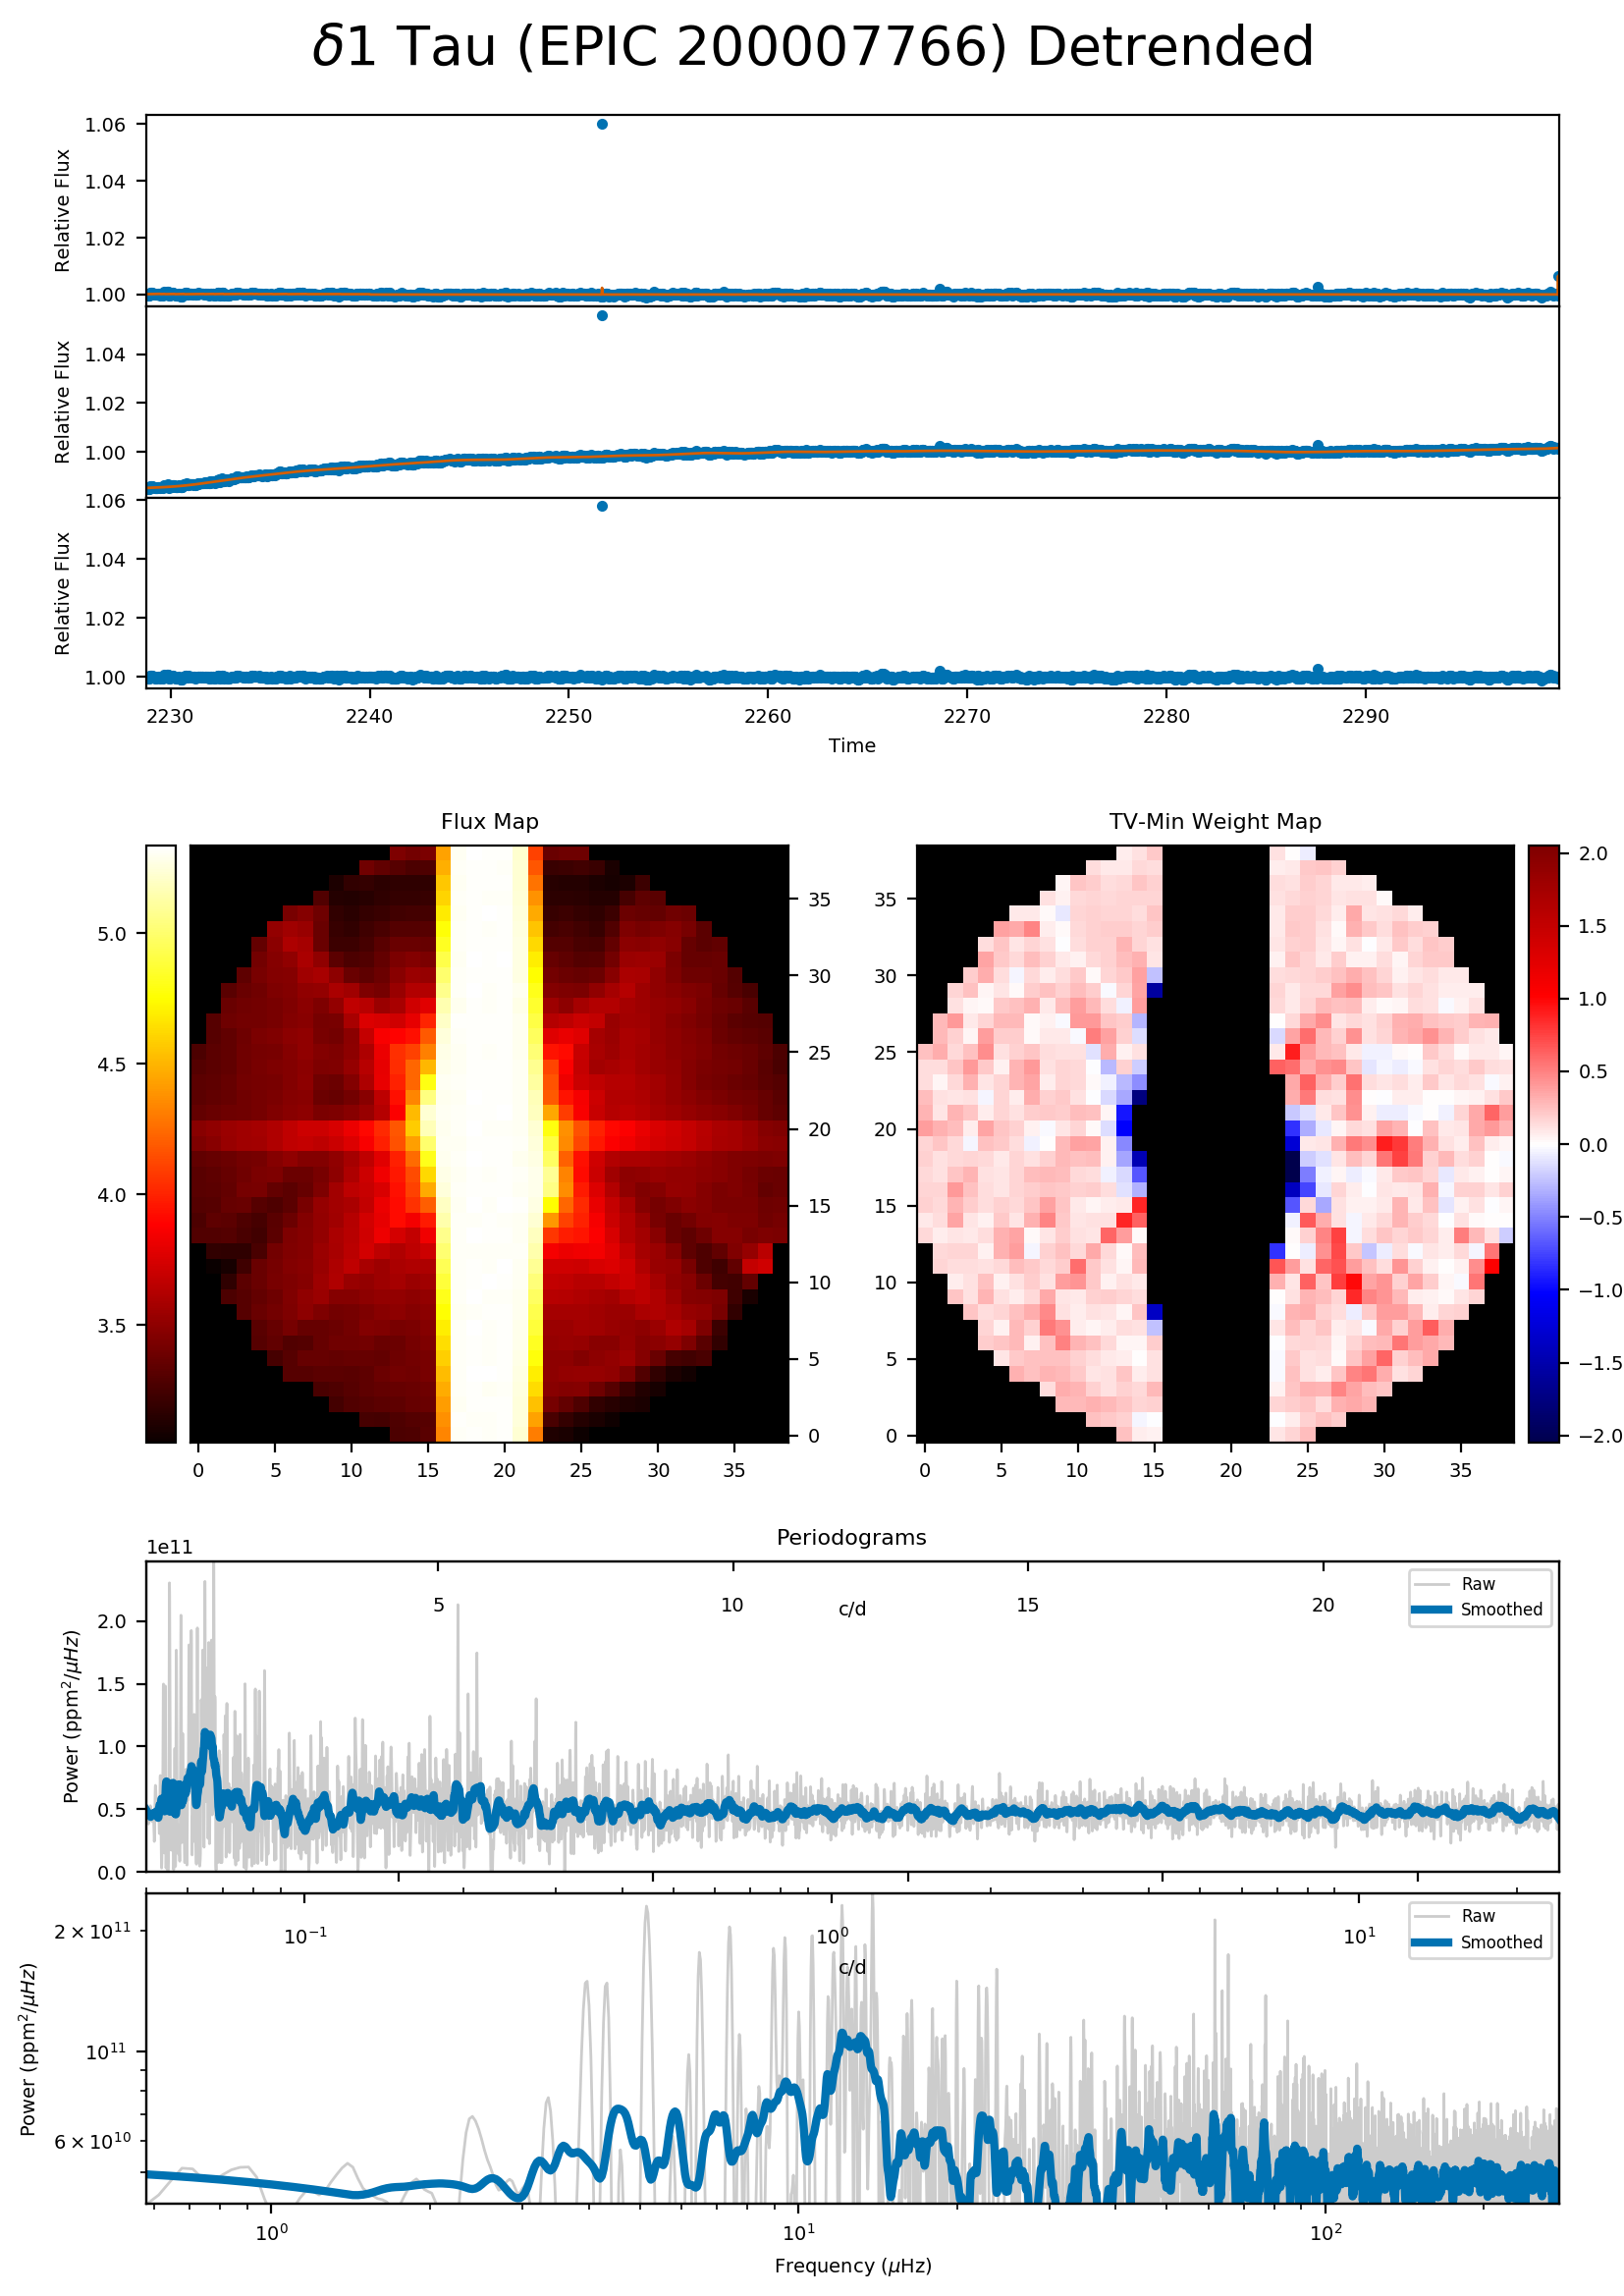 δ1 Tau (EPIC 200007766) Detrended
1.06
1.04
1.02
1.00
Relative Flux
1.04
1.02
1.00
Relative Flux
1.06
1.04
1.02
1.00
Relative Flux
2230 2240 2250 2260 2270 2280 2290
Time
Flux Map
5.0
4.5
4.0
3.5
35
30
25
20
15
10
5
0
0 5 10 15 20 25 30 35
TV-Min Weight Map
35
30
25
20
15
10
5
0
0 5 10 15 20 25 30 35
2.0
1.5
1.0
0.5
0.0
−0.5
−1.0
−1.5
−2.0
Periodograms
1e11
5 10 15 20
c/d
Raw
Smoothed
2.0
1.5
1.0
0.5
0.0
Power (ppm²/μHz)
10⁻¹ 10⁰ 10¹
c/d
Raw
Smoothed
2 × 10¹¹
10¹¹
6 × 10¹⁰
Power (ppm²/μHz)
10⁰ 10¹ 10²
Frequency (μHz)